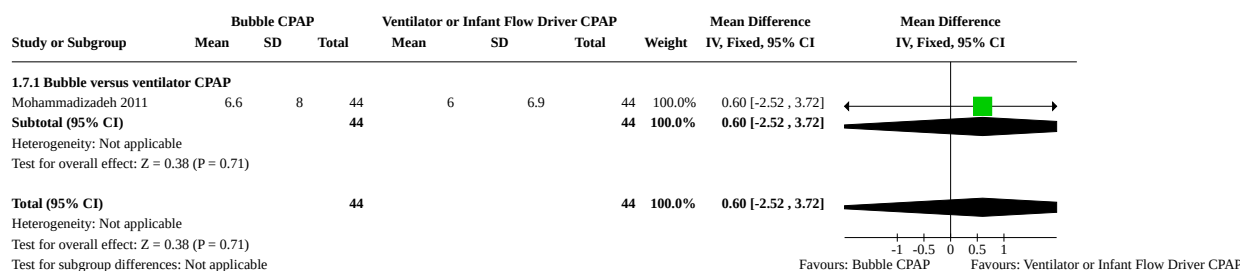 Bubble CPAP Ventilator or Infant Flow Driver CPAP Mean Difference Mean Difference
Study or Subgroup Mean SD Total Mean SD Total Weight IV, Fixed, 95% CI IV, Fixed, 95% CI
1.7.1 Bubble versus ventilator CPAP
Mohammadizadeh 2011 6.6 8 44 6 6.9 44 100.0% 0.60 [-2.52 , 3.72]
Subtotal (95% CI) 44 44 100.0% 0.60 [-2.52 , 3.72]
Heterogeneity: Not applicable
Test for overall effect: Z = 0.38 (P = 0.71)
Total (95% CI) 44 44 100.0% 0.60 [-2.52 , 3.72]
Heterogeneity: Not applicable
Test for overall effect: Z = 0.38 (P = 0.71)
-1 -0.5 0 0.5 1
Test for subgroup differences: Not applicable Favours: Bubble CPAP Favours: Ventilator or Infant Flow Driver CPAP